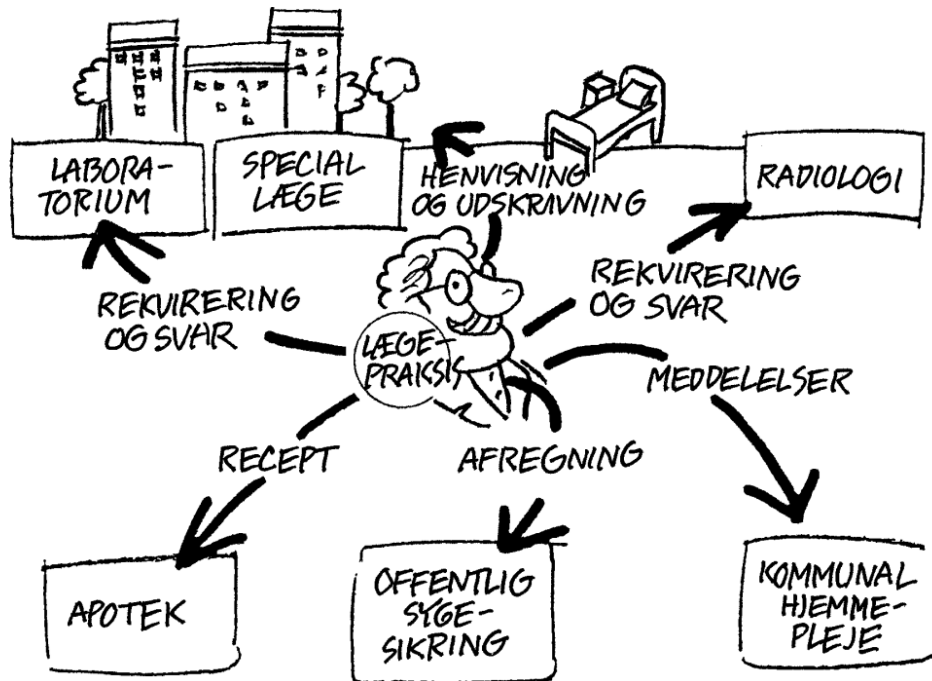 LABORA-
TORIUM
SPECIAL
LÆGE
HENVISNING
OG UDSKRIVNING
RADIOLOGI
REKVIRERING
OG SVAR
REKVIRERING
OG SVAR
LÆGE-
PRAKSIS
MEDDELELSER
RECEPT
AFREGNING
APOTEK
OFFENTLIG
SYGE-
SIKRING
KOMMUNAL
HJEMME-
PLEJE